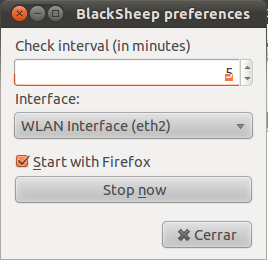 BlackSheep preferences
Check interval (in minutes)
5
Interface:
WLAN Interface (eth2)
Start with Firefox
Stop now
Cerrar